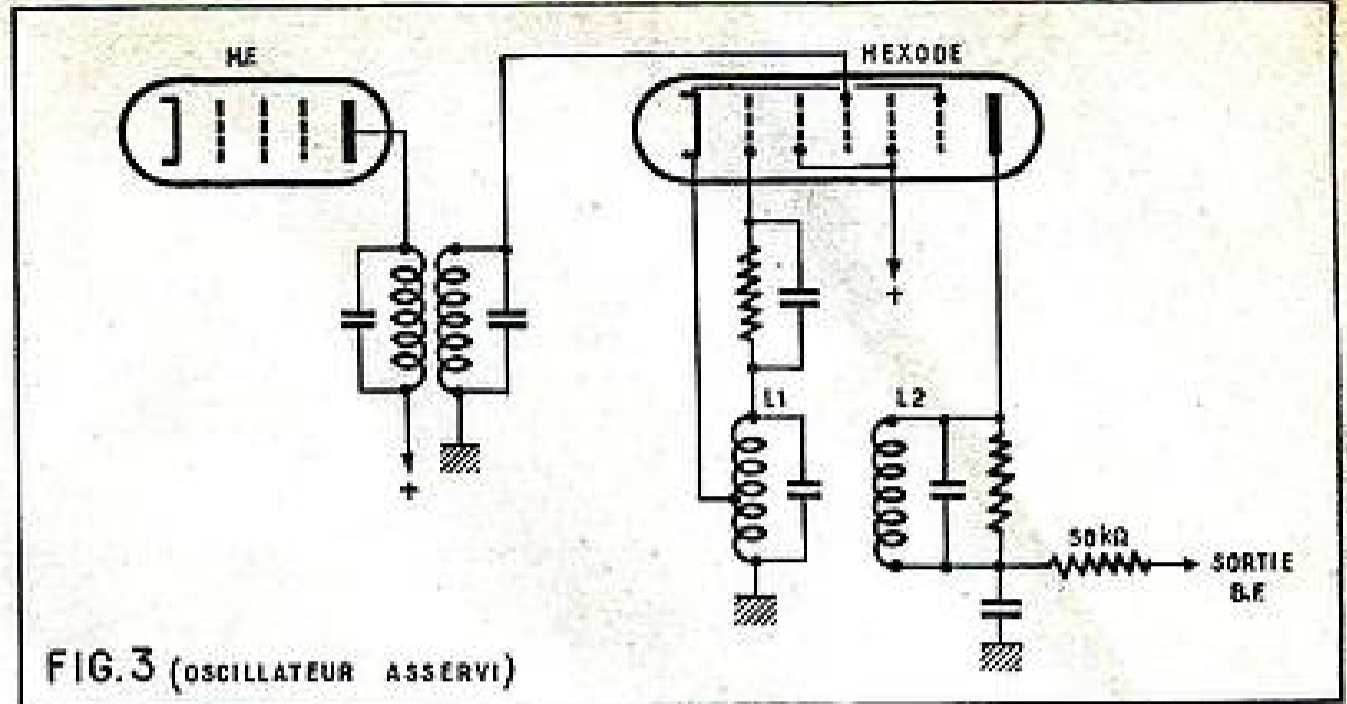 M.F.
HEXODE
+
+
L1
L2
50kΩ
SORTIE
B.F.
FIG.3 (OSCILLATEUR ASSERVI)